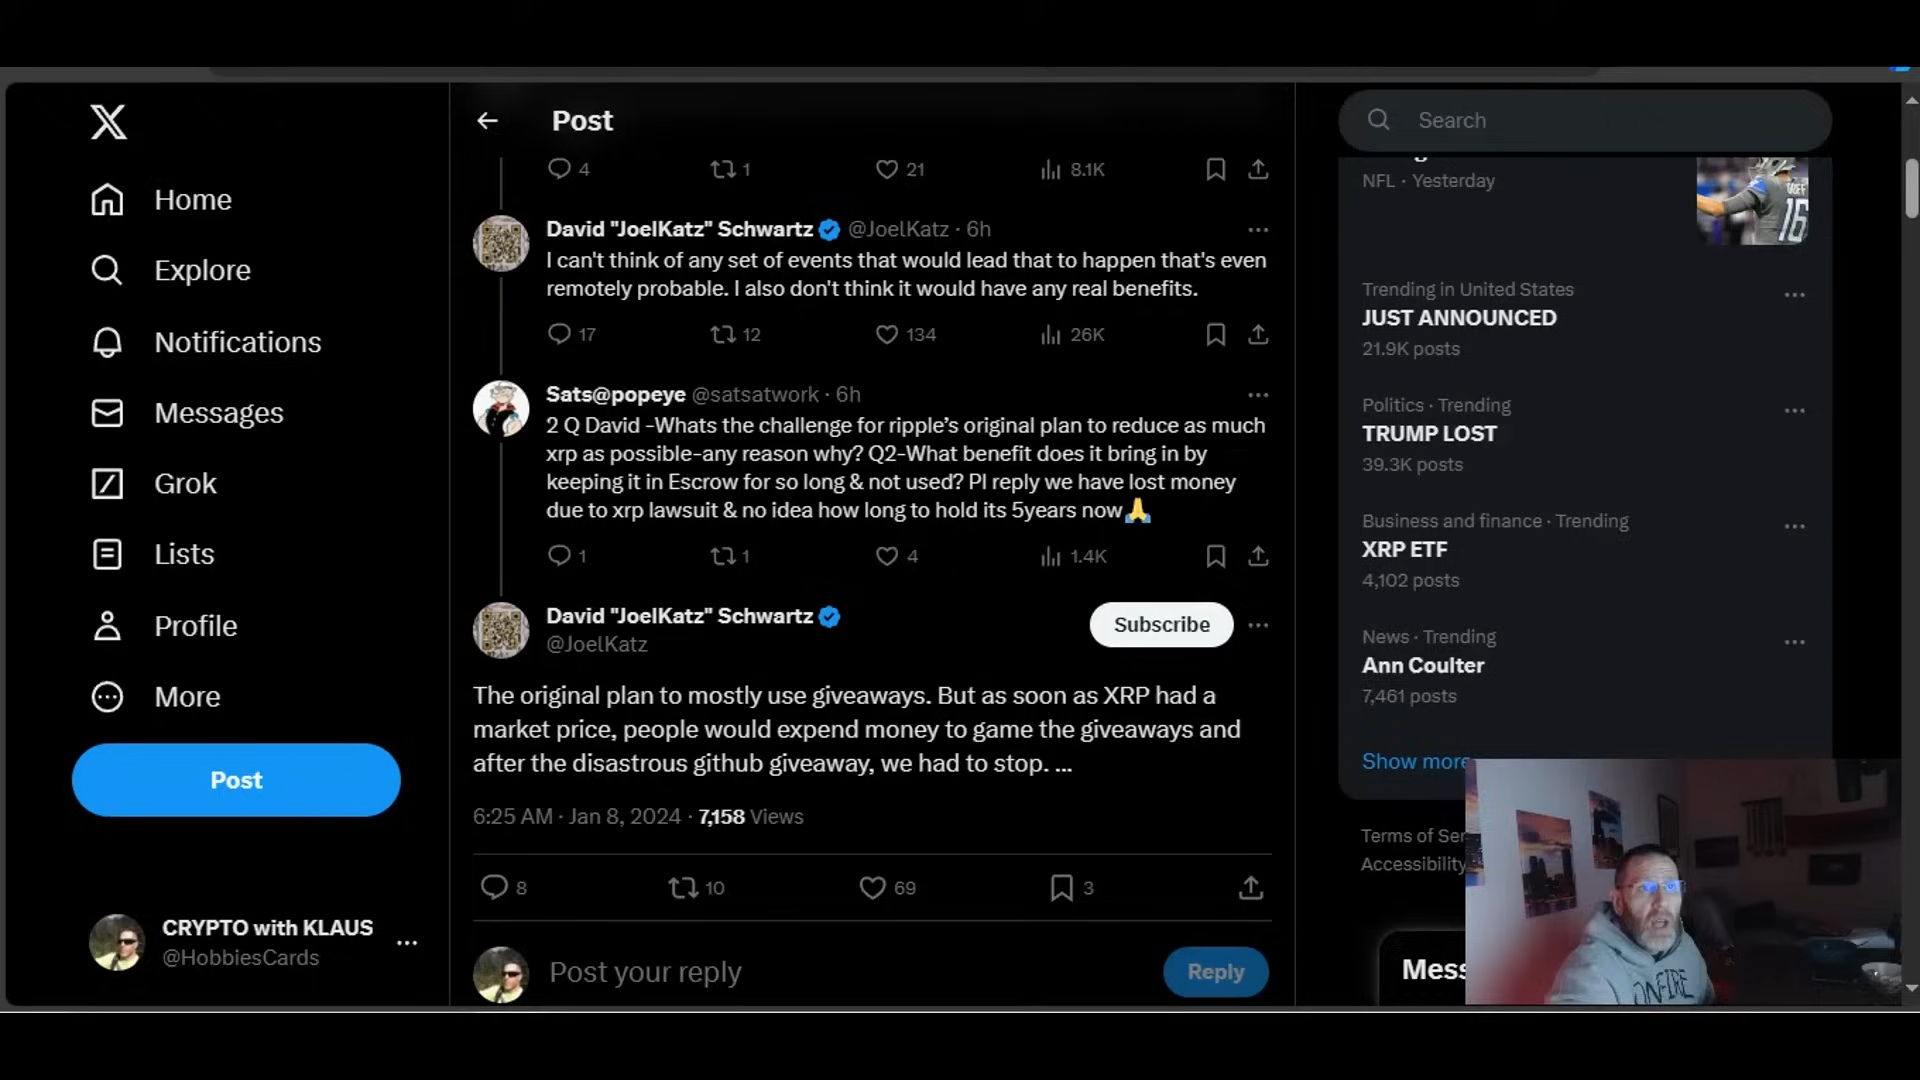 Home
Explore
Notifications
Messages
Grok
Lists
Profile
More
Post
CRYPTO with KLAUS
@HobbiesCards
Post
4 1 21 8.1K
David "JoelKatz" Schwartz @JoelKatz · 6h
I can't think of any set of events that would lead that to happen that's even
remotely probable. I also don't think it would have any real benefits.
17 12 134 26K
Sats@popeye @satsatwork · 6h
2 Q David -Whats the challenge for ripple’s original plan to reduce as much
xrp as possible-any reason why? Q2-What benefit does it bring in by
keeping it in Escrow for so long & not used? Pl reply we have lost money
due to xrp lawsuit & no idea how long to hold its 5years now🙏
1 1 4 1.4K
David "JoelKatz" Schwartz
@JoelKatz
Subscribe
The original plan to mostly use giveaways. But as soon as XRP had a
market price, people would expend money to game the giveaways and
after the disastrous github giveaway, we had to stop. ...
6:25 AM · Jan 8, 2024 · 7,158 Views
8 10 69 3
Post your reply
Reply
Search
NFL · Yesterday
16
Trending in United States
JUST ANNOUNCED
21.9K posts
Politics · Trending
TRUMP LOST
39.3K posts
Business and finance · Trending
XRP ETF
4,102 posts
News · Trending
Ann Coulter
7,461 posts
Show more
Terms of Ser
Accessibility
Mess